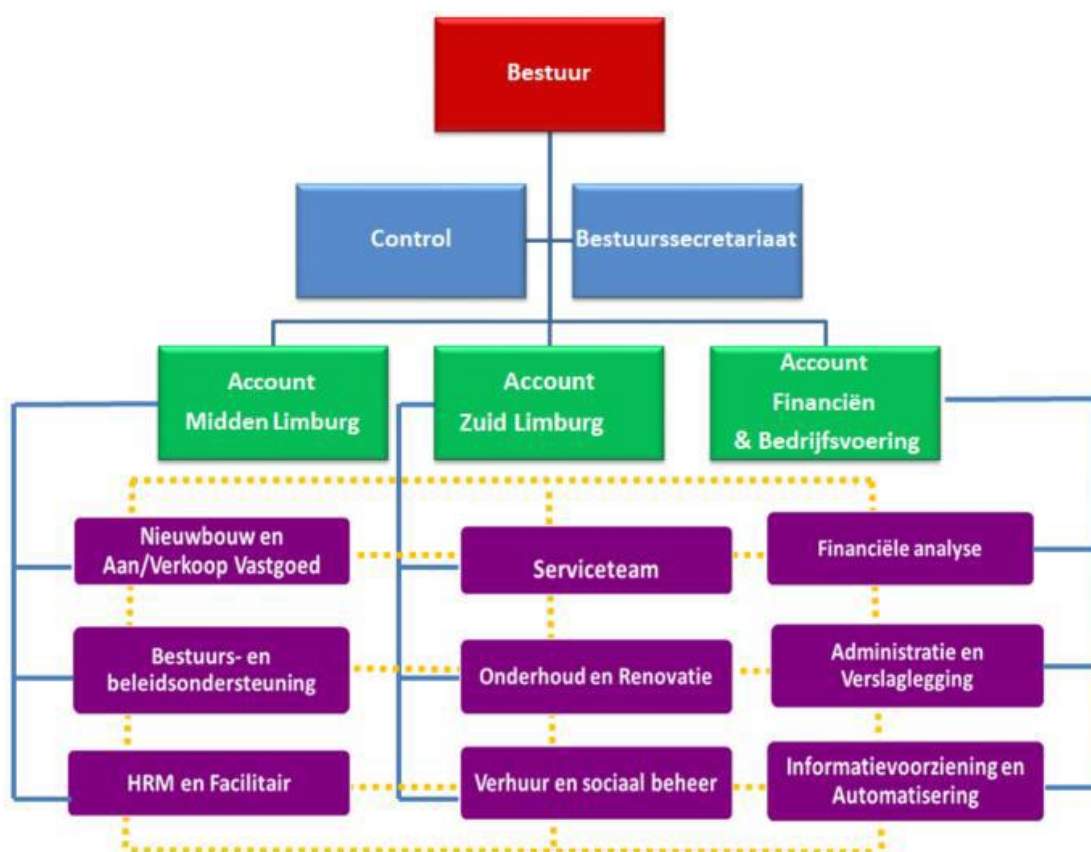 Bestuur
Control
Bestuurssecretariaat
Account
Midden Limburg
Account
Zuid Limburg
Account
Financiën
& Bedrijfsvoering
Nieuwbouw en
Aan/Verkoop Vastgoed
Serviceteam
Financiële analyse
Bestuurs- en
beleidsondersteuning
Onderhoud en Renovatie
Administratie en
Verslaglegging
HRM en Facilitair
Verhuur en sociaal beheer
Informatievoorziening en
Automatisering